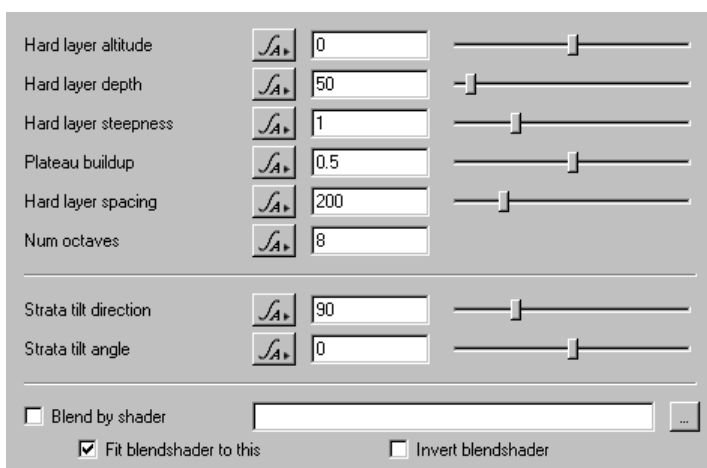 Hard layer altitude 0
Hard layer depth 50
Hard layer steepness 1
Plateau buildup 0.5
Hard layer spacing 200
Num octaves 8
Strata tilt direction 90
Strata tilt angle 0
Blend by shader ...
Fit blendshader to this Invert blendshader